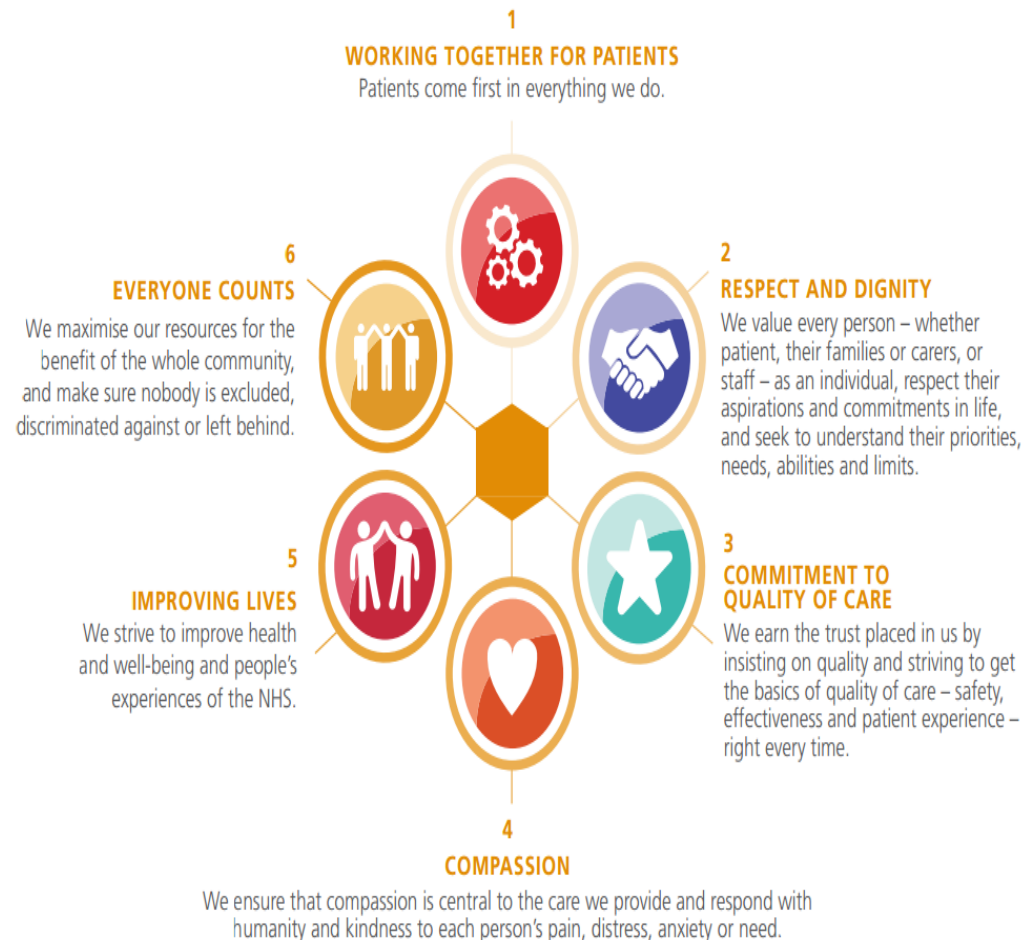 1
WORKING TOGETHER FOR PATIENTS
Patients come first in everything we do.
2
RESPECT AND DIGNITY
We value every person – whether
patient, their families or carers, or
staff – as an individual, respect their
aspirations and commitments in life,
and seek to understand their priorities,
needs, abilities and limits.
3
COMMITMENT TO
QUALITY OF CARE
We earn the trust placed in us by
insisting on quality and striving to get
the basics of quality of care – safety,
effectiveness and patient experience –
right every time.
4
COMPASSION
We ensure that compassion is central to the care we provide and respond with
humanity and kindness to each person’s pain, distress, anxiety or need.
5
IMPROVING LIVES
We strive to improve health
and well-being and people’s
experiences of the NHS.
6
EVERYONE COUNTS
We maximise our resources for the
benefit of the whole community,
and make sure nobody is excluded,
discriminated against or left behind.